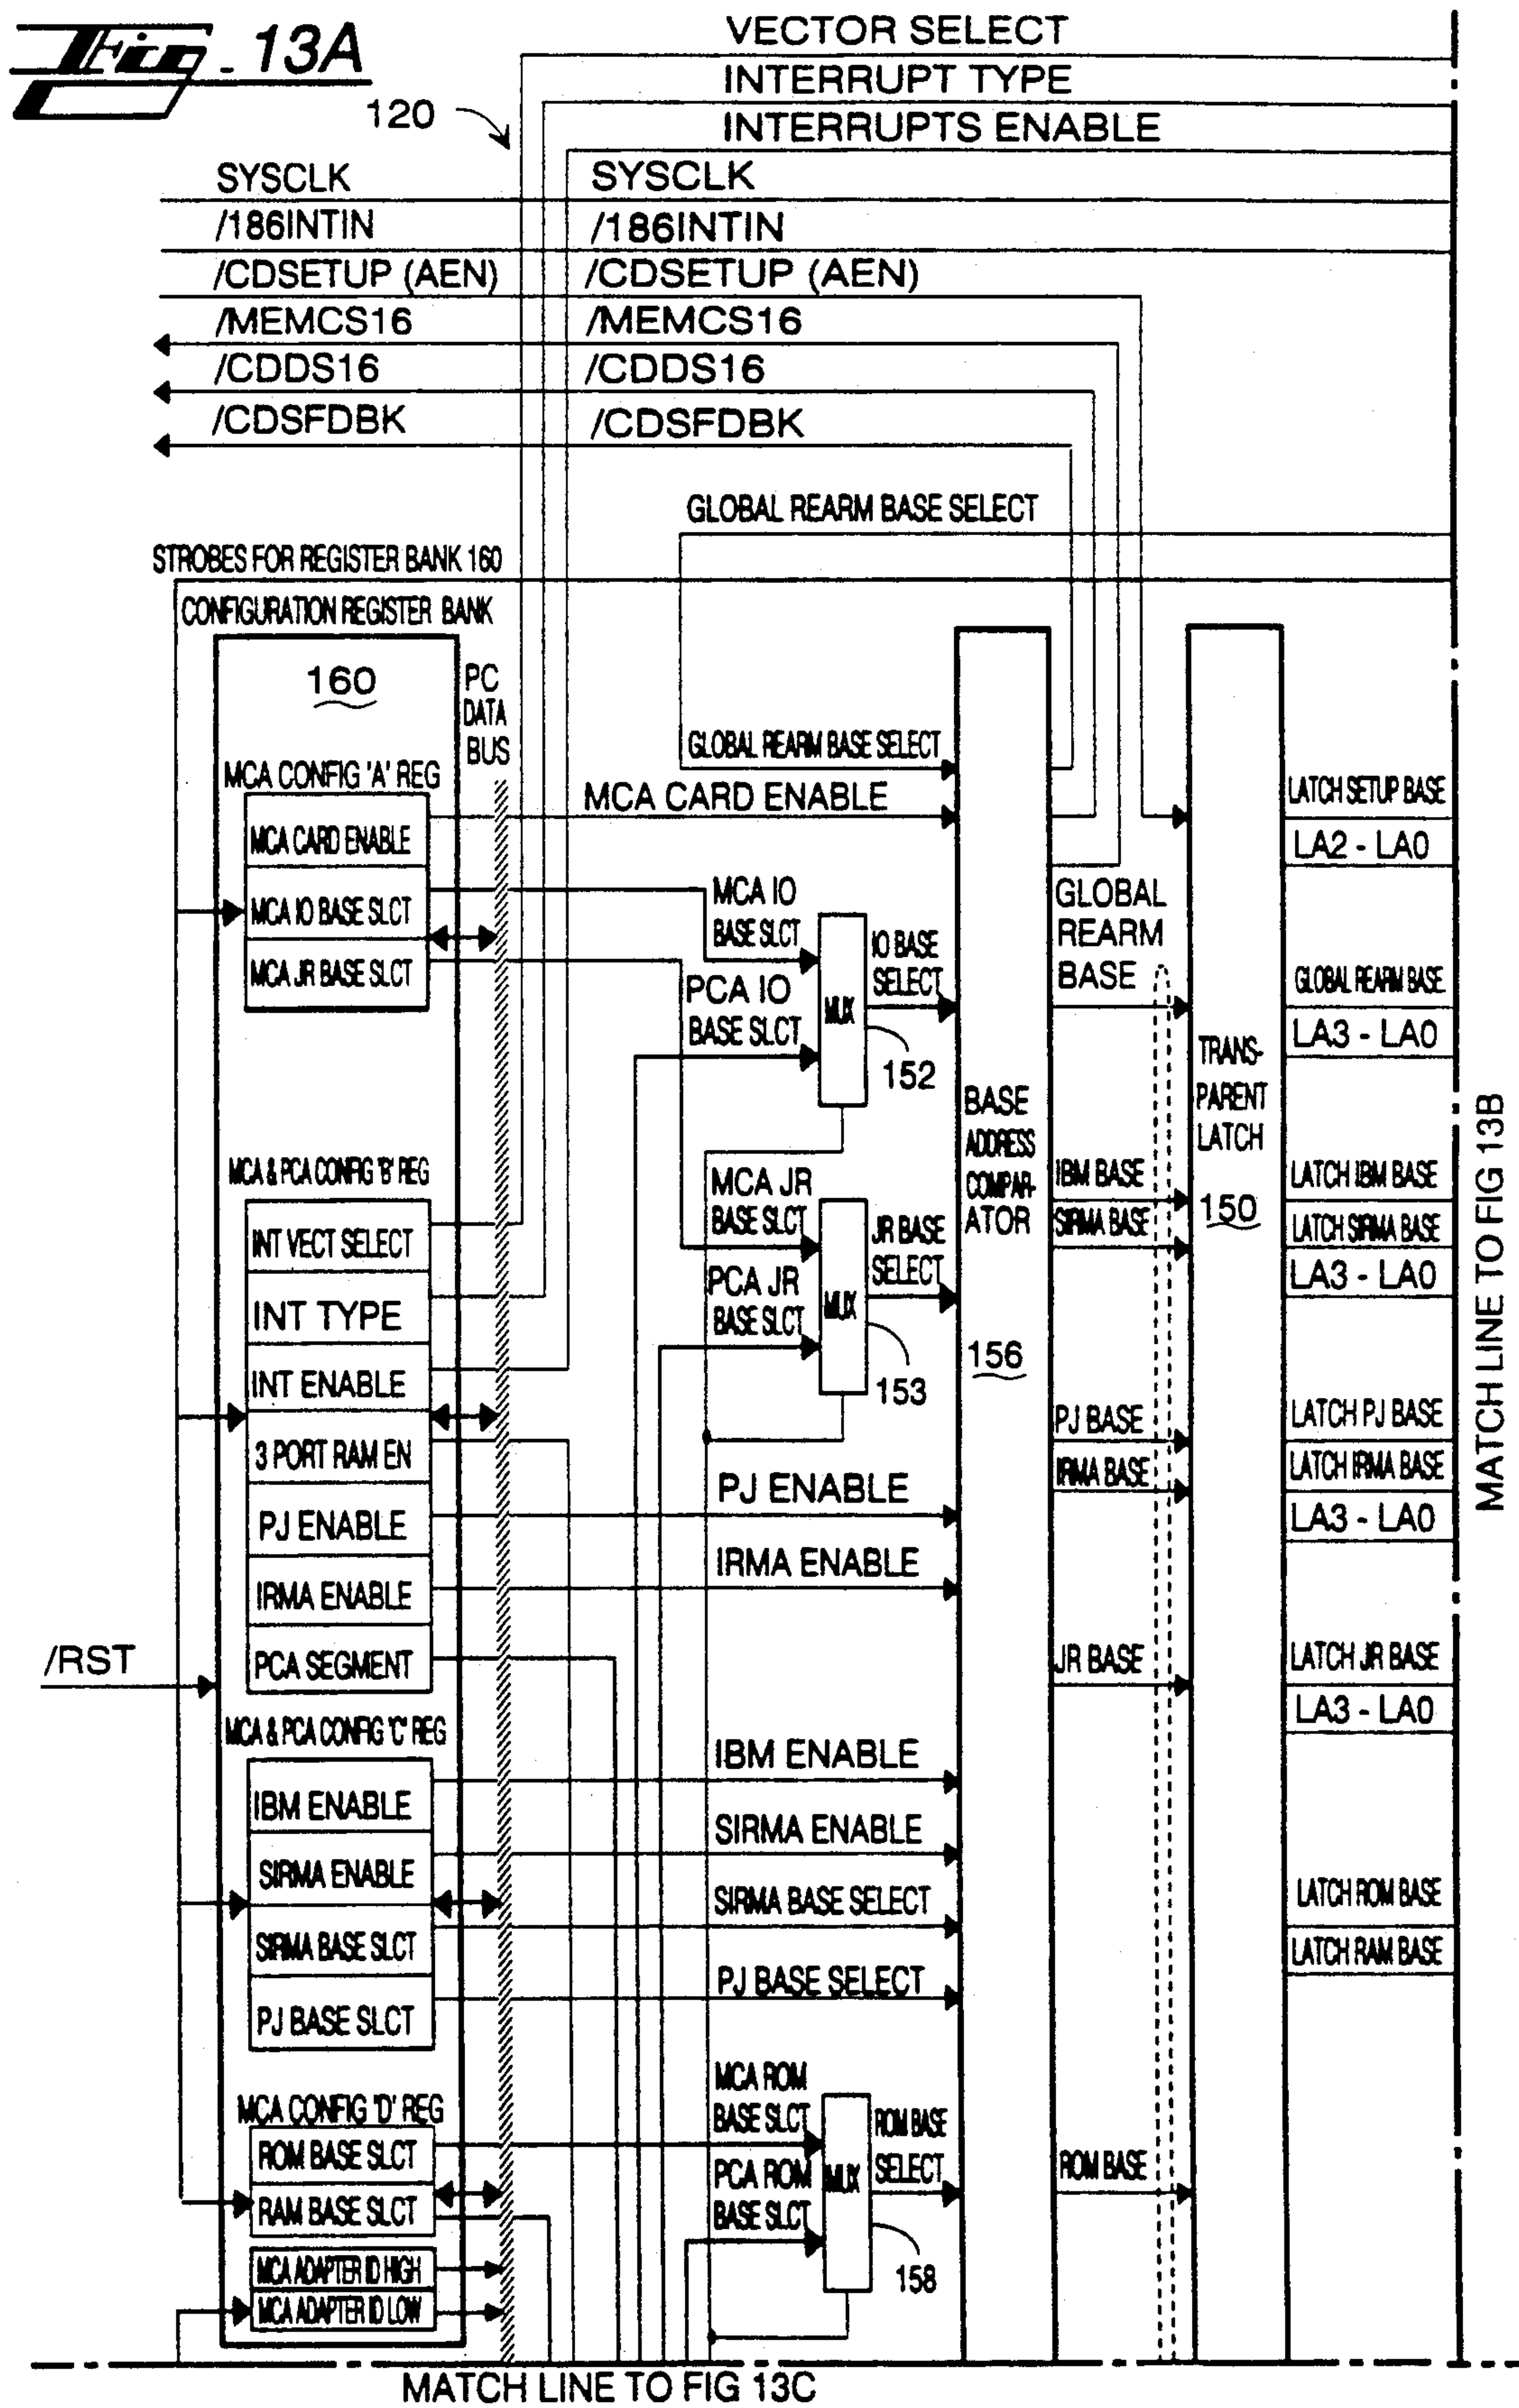 Fig. 13A
VECTOR SELECT
INTERRUPT TYPE
120
INTERRUPTS ENABLE
SYSCLK SYSCLK
/186INTIN /186INTIN
/CDSETUP (AEN) /CDSETUP (AEN)
/MEMCS16 /MEMCS16
/CDDS16 /CDDS16
/CDSFDBK /CDSFDBK
GLOBAL REARM BASE SELECT
STROBES FOR REGISTER BANK 160
CONFIGURATION REGISTER BANK
160
PC
DATA
BUS
MCA CONFIG 'A' REG
MCA CARD ENABLE
MCA IO BASE SLCT
MCA JR BASE SLCT
MCA & PCA CONFIG 'B' REG
INT VECT SELECT
INT TYPE
INT ENABLE
3 PORT RAM EN
PJ ENABLE
IRMA ENABLE
PCA SEGMENT
/RST
MCA & PCA CONFIG 'C' REG
IBM ENABLE
SIRMA ENABLE
SIRMA BASE SLCT
PJ BASE SLCT
MCA CONFIG 'D' REG
ROM BASE SLCT
RAM BASE SLCT
MCA ADAPTER ID HIGH
MCA ADAPTER ID LOW
GLOBAL REARM BASE SELECT
MCA CARD ENABLE
MCA IO
BASE SLCT
PCA IO
BASE SLCT
MUX
152
IO BASE
SELECT
MCA JR
BASE SLCT
PCA JR
BASE SLCT
MUX
153
JR BASE
SELECT
PJ ENABLE
IRMA ENABLE
IBM ENABLE
SIRMA ENABLE
SIRMA BASE SELECT
PJ BASE SELECT
MCA ROM
BASE SLCT
PCA ROM
BASE SLCT
MUX
158
ROM BASE
SELECT
BASE
ADDRESS
COMPAR-
ATOR
156
GLOBAL
REARM
BASE
IBM BASE
SIRMA BASE
PJ BASE
IRMA BASE
JR BASE
ROM BASE
TRANS-
PARENT
LATCH
150
LATCH SETUP BASE
LA2 - LA0
GLOBAL REARM BASE
LA3 - LA0
LATCH IBM BASE
LATCH SIRMA BASE
LA3 - LA0
LATCH PJ BASE
LATCH IRMA BASE
LA3 - LA0
LATCH JR BASE
LA3 - LA0
LATCH ROM BASE
LATCH RAM BASE
MATCH LINE TO FIG 13B
MATCH LINE TO FIG 13C